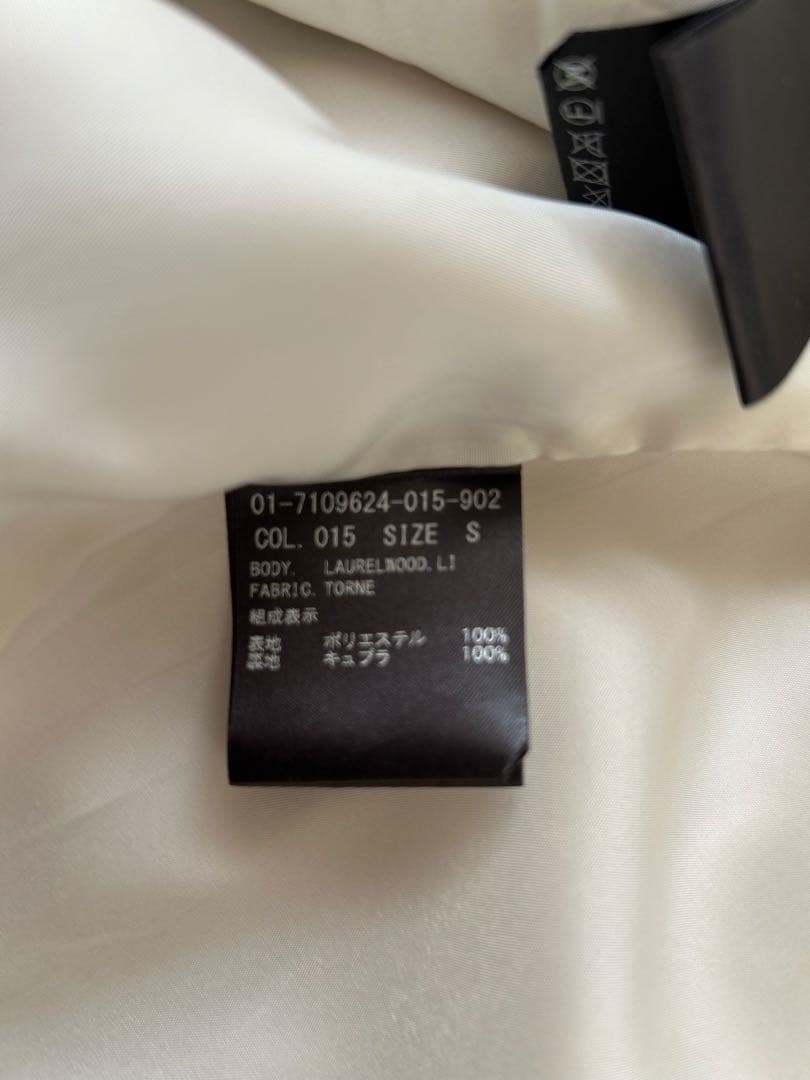 01-7109624-015-902
COL. 015 SIZE S
BODY. LAURELWOOD.LI
FABRIC. TORNE
組成表示
表地 ポリエステル 100%
裏地 キュプラ 100%